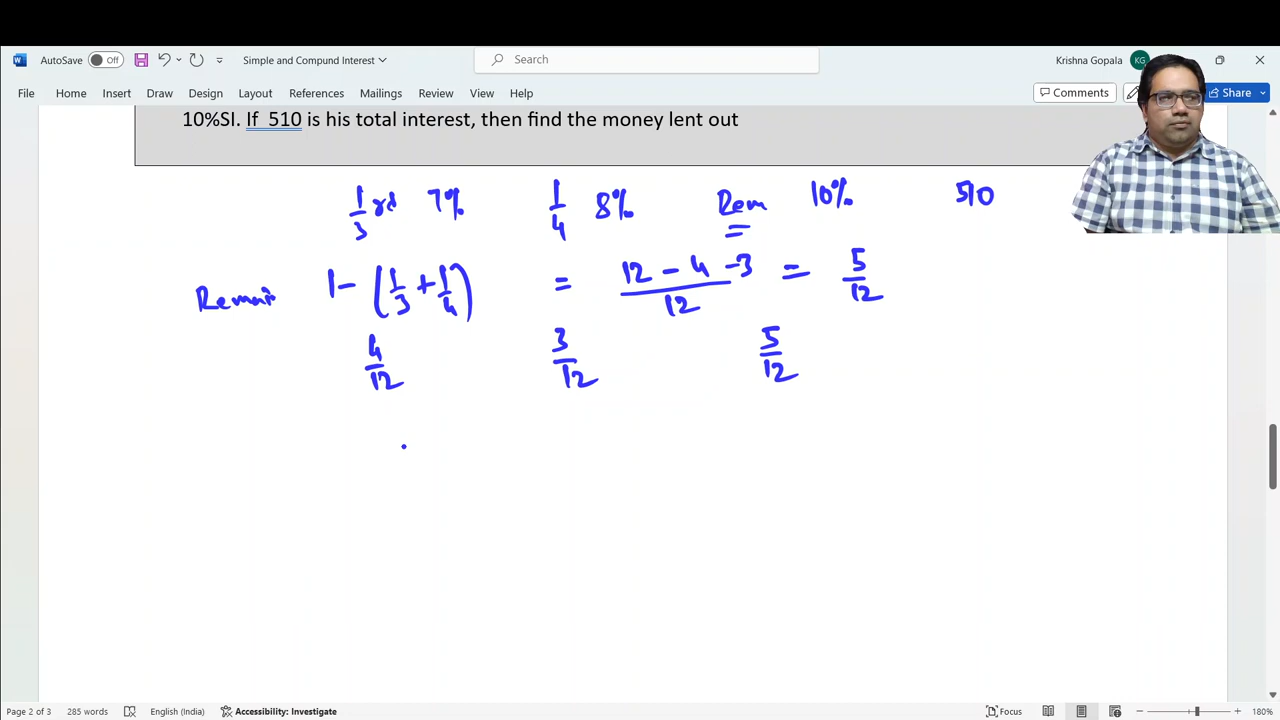 AutoSave Off Simple and Compund Interest Search Krishna Gopala KG
File Home Insert Draw Design Layout References Mailings Review View Help Comments Share
10%SI. If 510 is his total interest, then find the money lent out
1/3 rd 7% 1/4 8% Rem 10% 510
Remain 1 - (1/3 + 1/4) = 12 - 4 - 3 / 12 = 5/12
4/12 3/12 5/12
Page 2 of 3 285 words English (India) Accessibility: Investigate Focus 180%